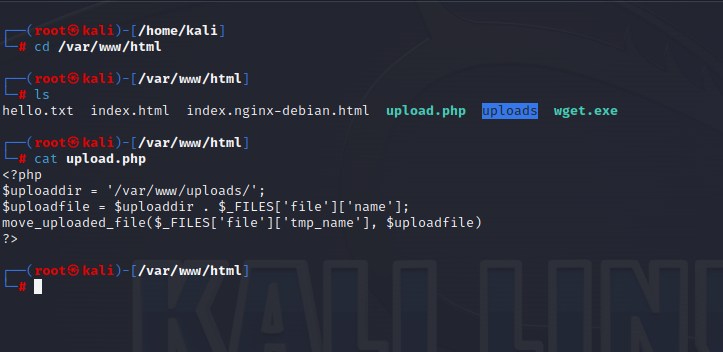 ┌──(root㉿kali)-[/home/kali]
└─# cd /var/www/html
┌──(root㉿kali)-[/var/www/html]
└─# ls
hello.txt  index.html  index.nginx-debian.html  upload.php  uploads  wget.exe
┌──(root㉿kali)-[/var/www/html]
└─# cat upload.php
<?php
$uploaddir = '/var/www/uploads/';
$uploadfile = $uploaddir . $_FILES['file']['name'];
move_uploaded_file($_FILES['file']['tmp_name'], $uploadfile)
?>
┌──(root㉿kali)-[/var/www/html]
└─#
KALI LINU